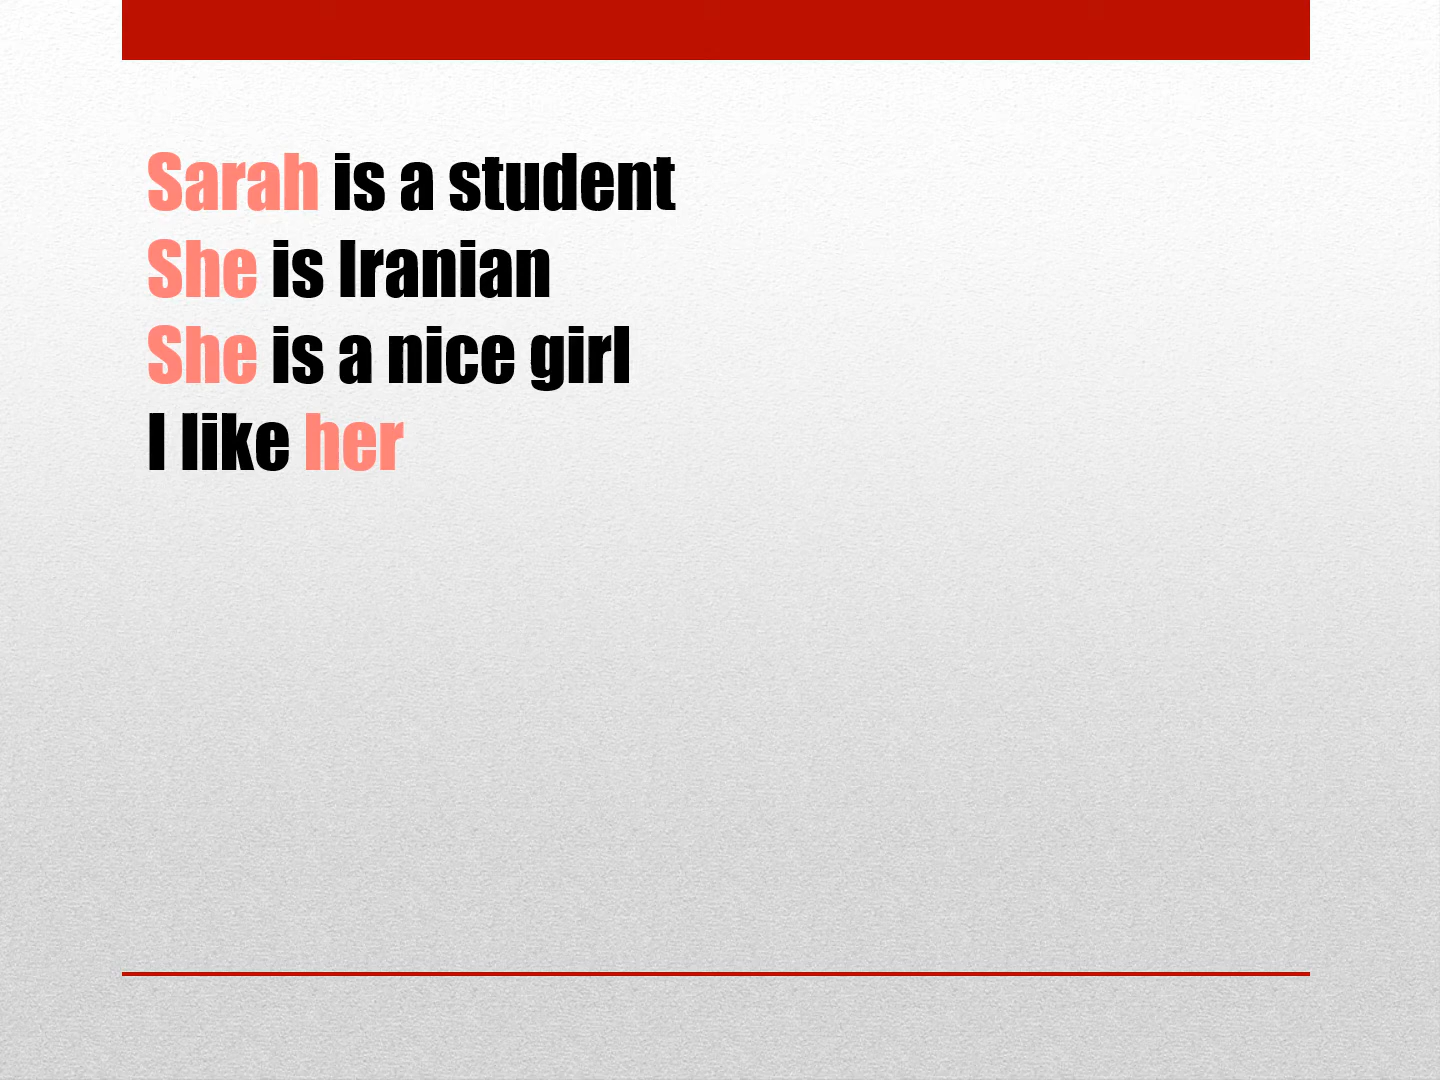 Sarah is a student
She is Iranian
She is a nice girl
I like her